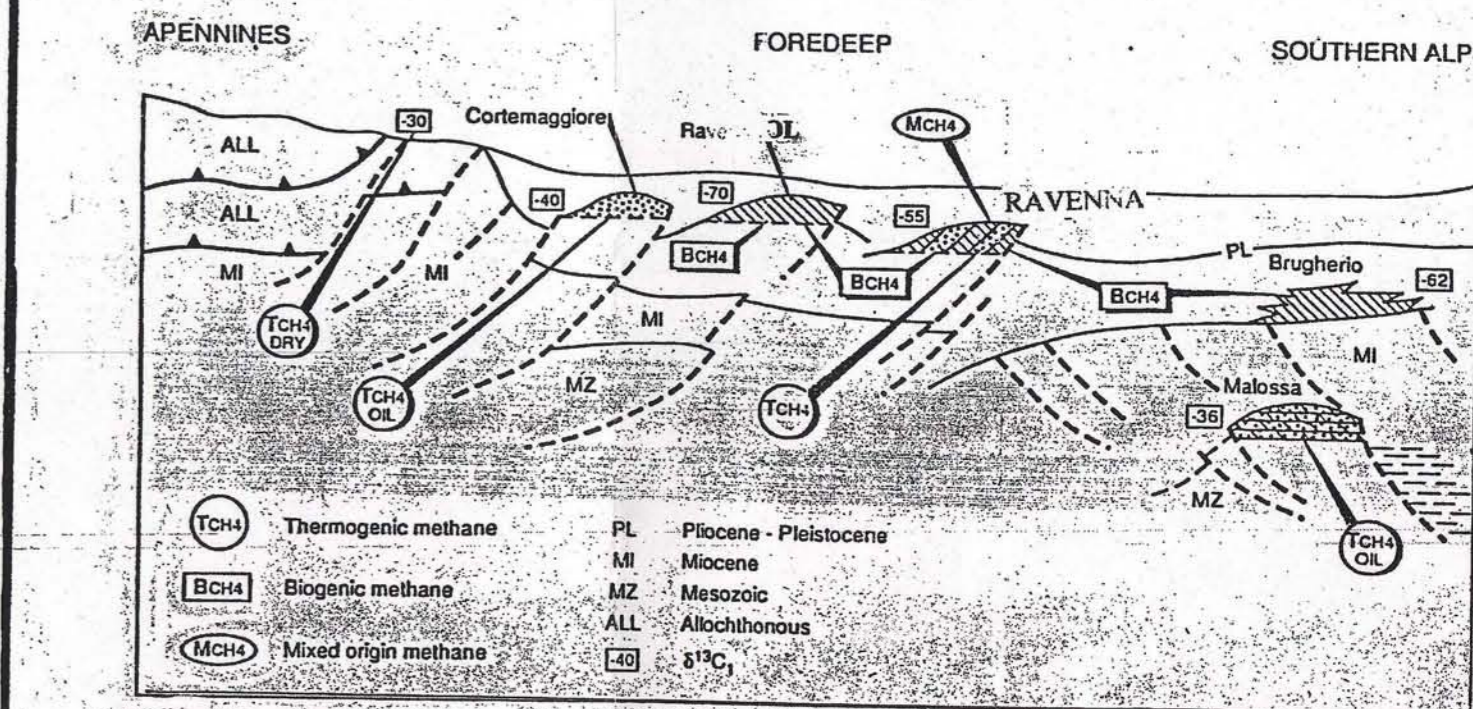 APENNINES
FOREDEEP
SOUTHERN ALP
-30
Cortemaggiore
MCH4
ALL
-40
-70
-55
RAVENNA
ALL
BCH4
BCH4
PL
Brugherio
-62
MI
MI
BCH4
TCH4
DRY
MI
MI
MZ
Malossa
TCH4
OIL
TCH4
-36
MZ
TCH4
OIL
TCH4 Thermogenic methane
BCH4 Biogenic methane
MCH4 Mixed origin methane
PL Pliocene - Pleistocene
MI Miocene
MZ Mesozoic
ALL Allochthonous
-40 δ¹³C₁